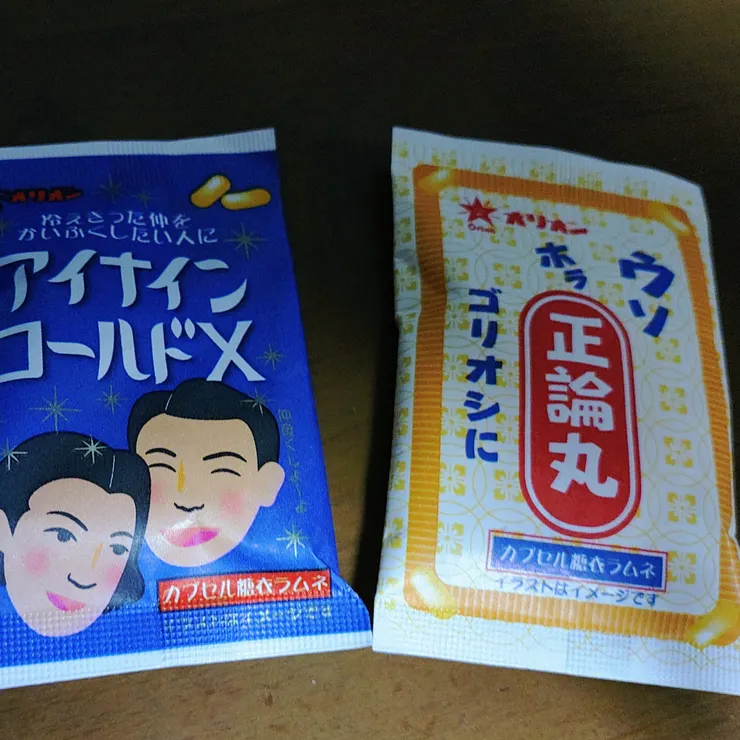 オリオン
冷えきった仲を
かいふくしたい人に
アイナイン
コールドX
カプセル糖衣ラムネ
オリオン
Orion
ウソ
ホラ
ゴリオシに
正論丸
カプセル糖衣ラムネ
イラストはイメージです